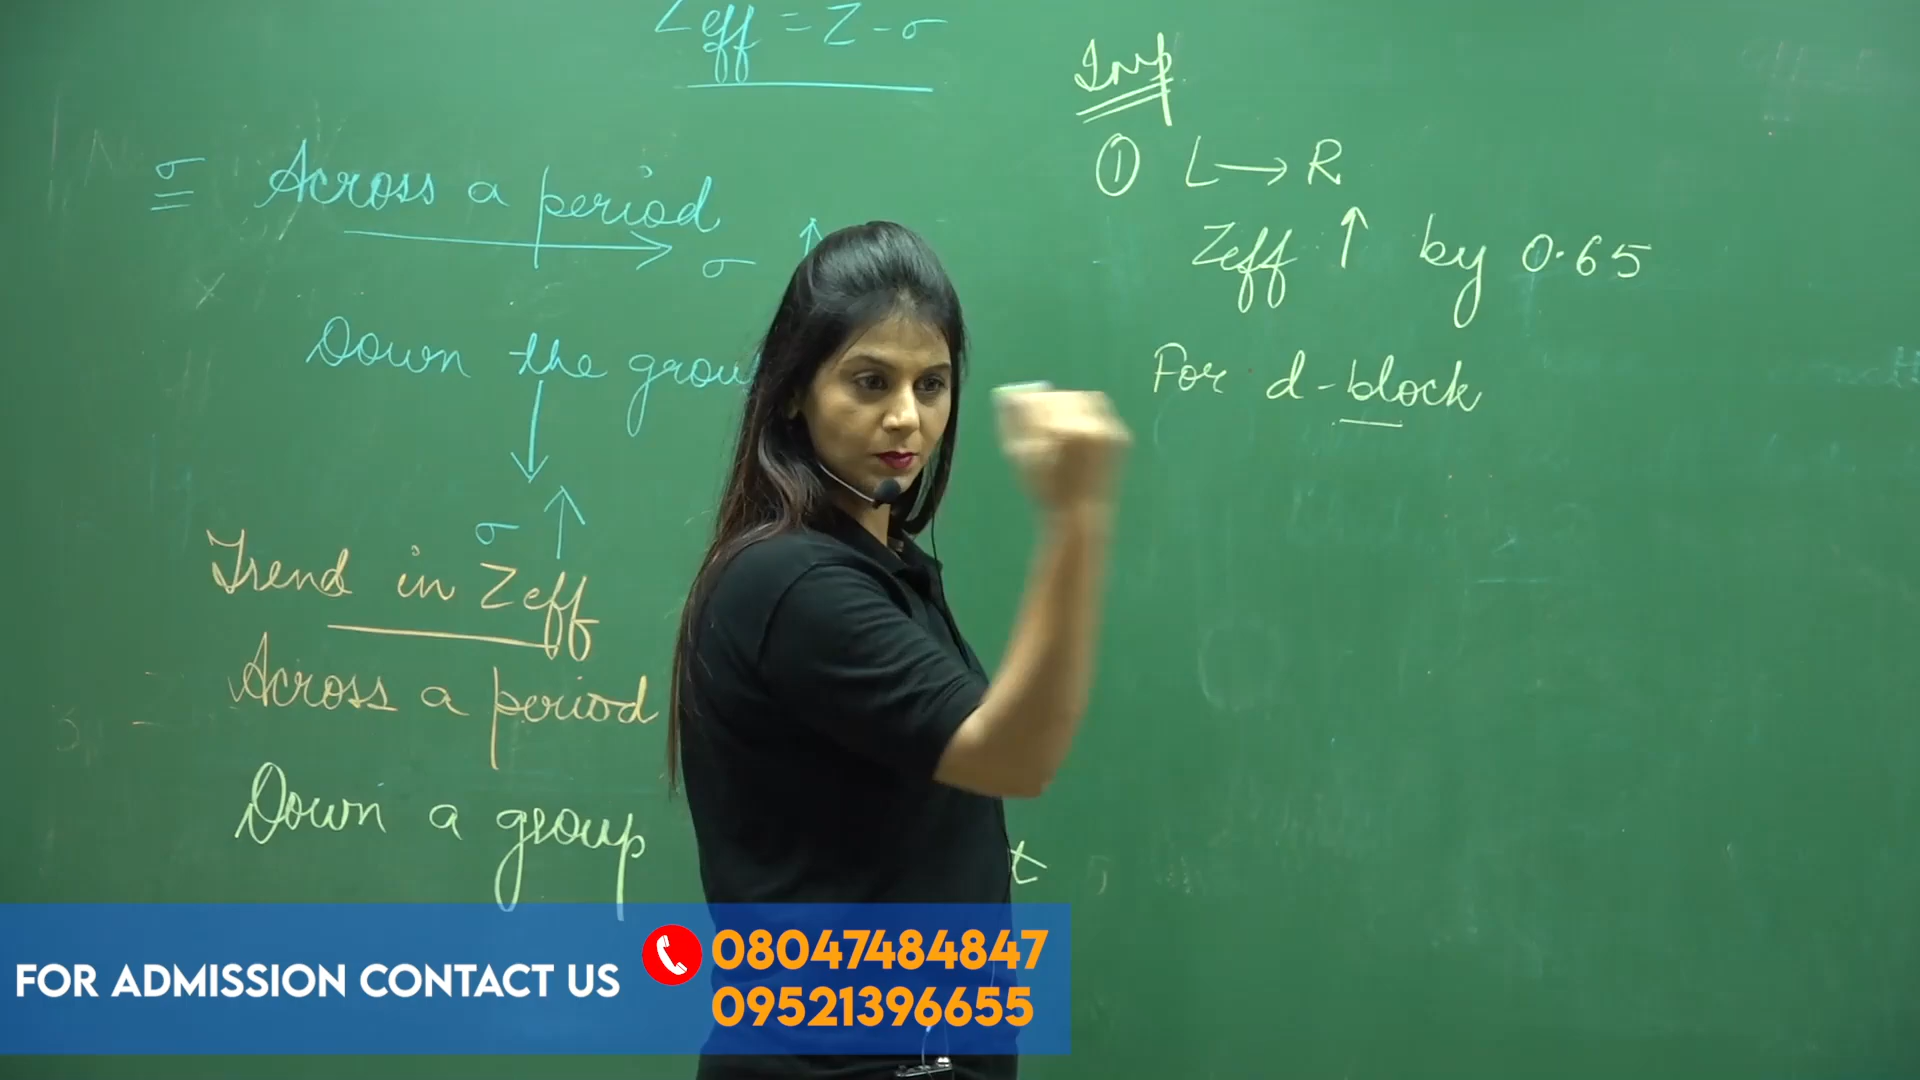 Zeff = Z - σ
σ Across a period
σ ↑
Down the grou
σ ↑
Trend in Zeff
Across a period
Down a group
t
Imp
① L → R
Zeff ↑ by 0.65
For d-block
FOR ADMISSION CONTACT US
08047484847
09521396655